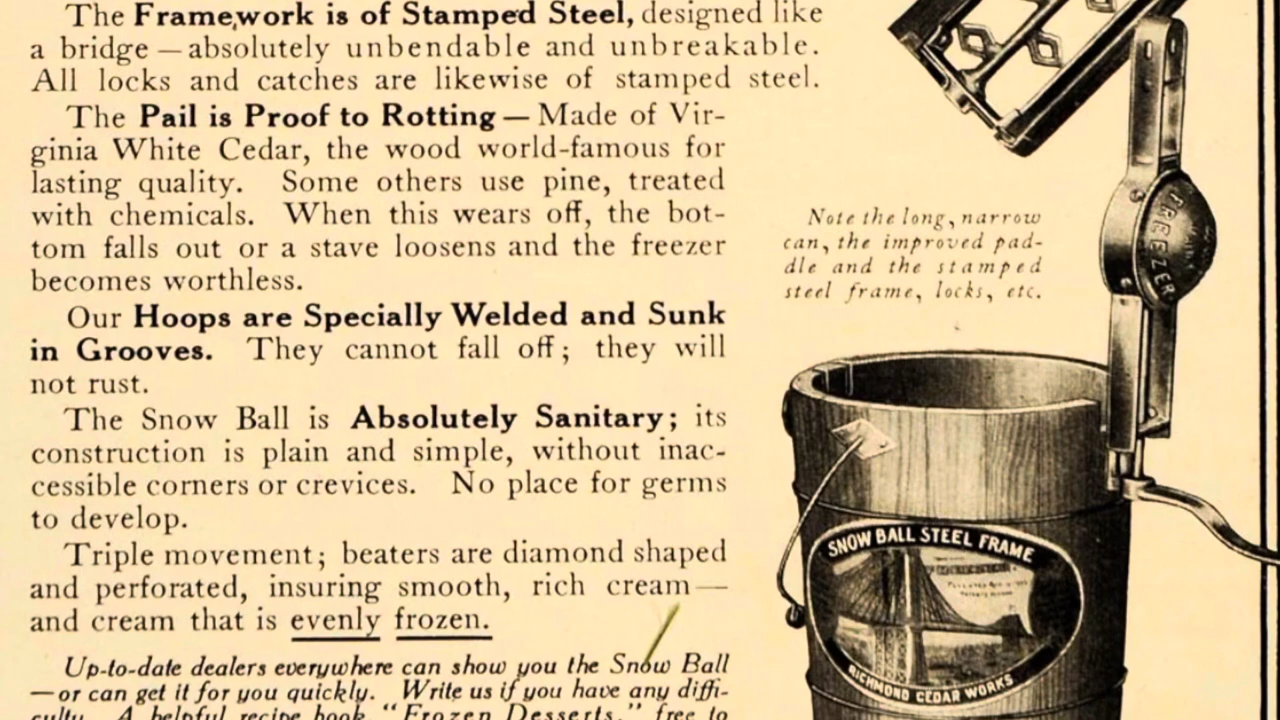 The Framework is of Stamped Steel, designed like
a bridge — absolutely unbendable and unbreakable.
All locks and catches are likewise of stamped steel.
The Pail is Proof to Rotting — Made of Vir-
ginia White Cedar, the wood world-famous for
lasting quality. Some others use pine, treated
with chemicals. When this wears off, the bot-
tom falls out or a stave loosens and the freezer
becomes worthless.
Our Hoops are Specially Welded and Sunk
in Grooves. They cannot fall off; they will
not rust.
The Snow Ball is Absolutely Sanitary; its
construction is plain and simple, without inac-
cessible corners or crevices. No place for germs
to develop.
Triple movement; beaters are diamond shaped
and perforated, insuring smooth, rich cream —
and cream that is evenly frozen.
Up-to-date dealers everywhere can show you the Snow Ball
— or can get it for you quickly. Write us if you have any diffi-
culty. A helpful recipe book, "Frozen Desserts," free to
Note the long, narrow
can, the improved pad-
dle and the stamped
steel frame, locks, etc.
FREEZER
SNOW BALL STEEL FRAME
RICHMOND CEDAR WORKS